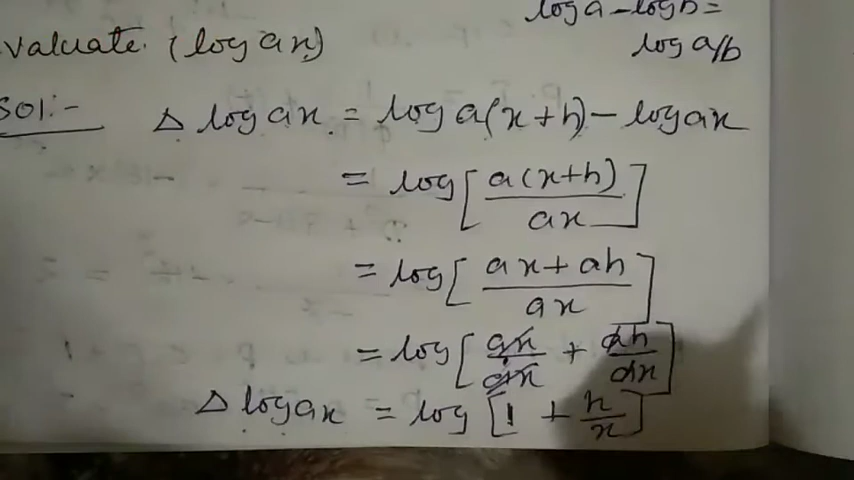 log a - log b =
log a/b
valuate. (log ax)
Sol:- Δ log ax = log a(x+h) - log ax
= log[a(x+h)/ax]
= log[ax+ah/ax]
= log[ax/ax + ah/ax]
Δ log ax = log[1 + h/x]